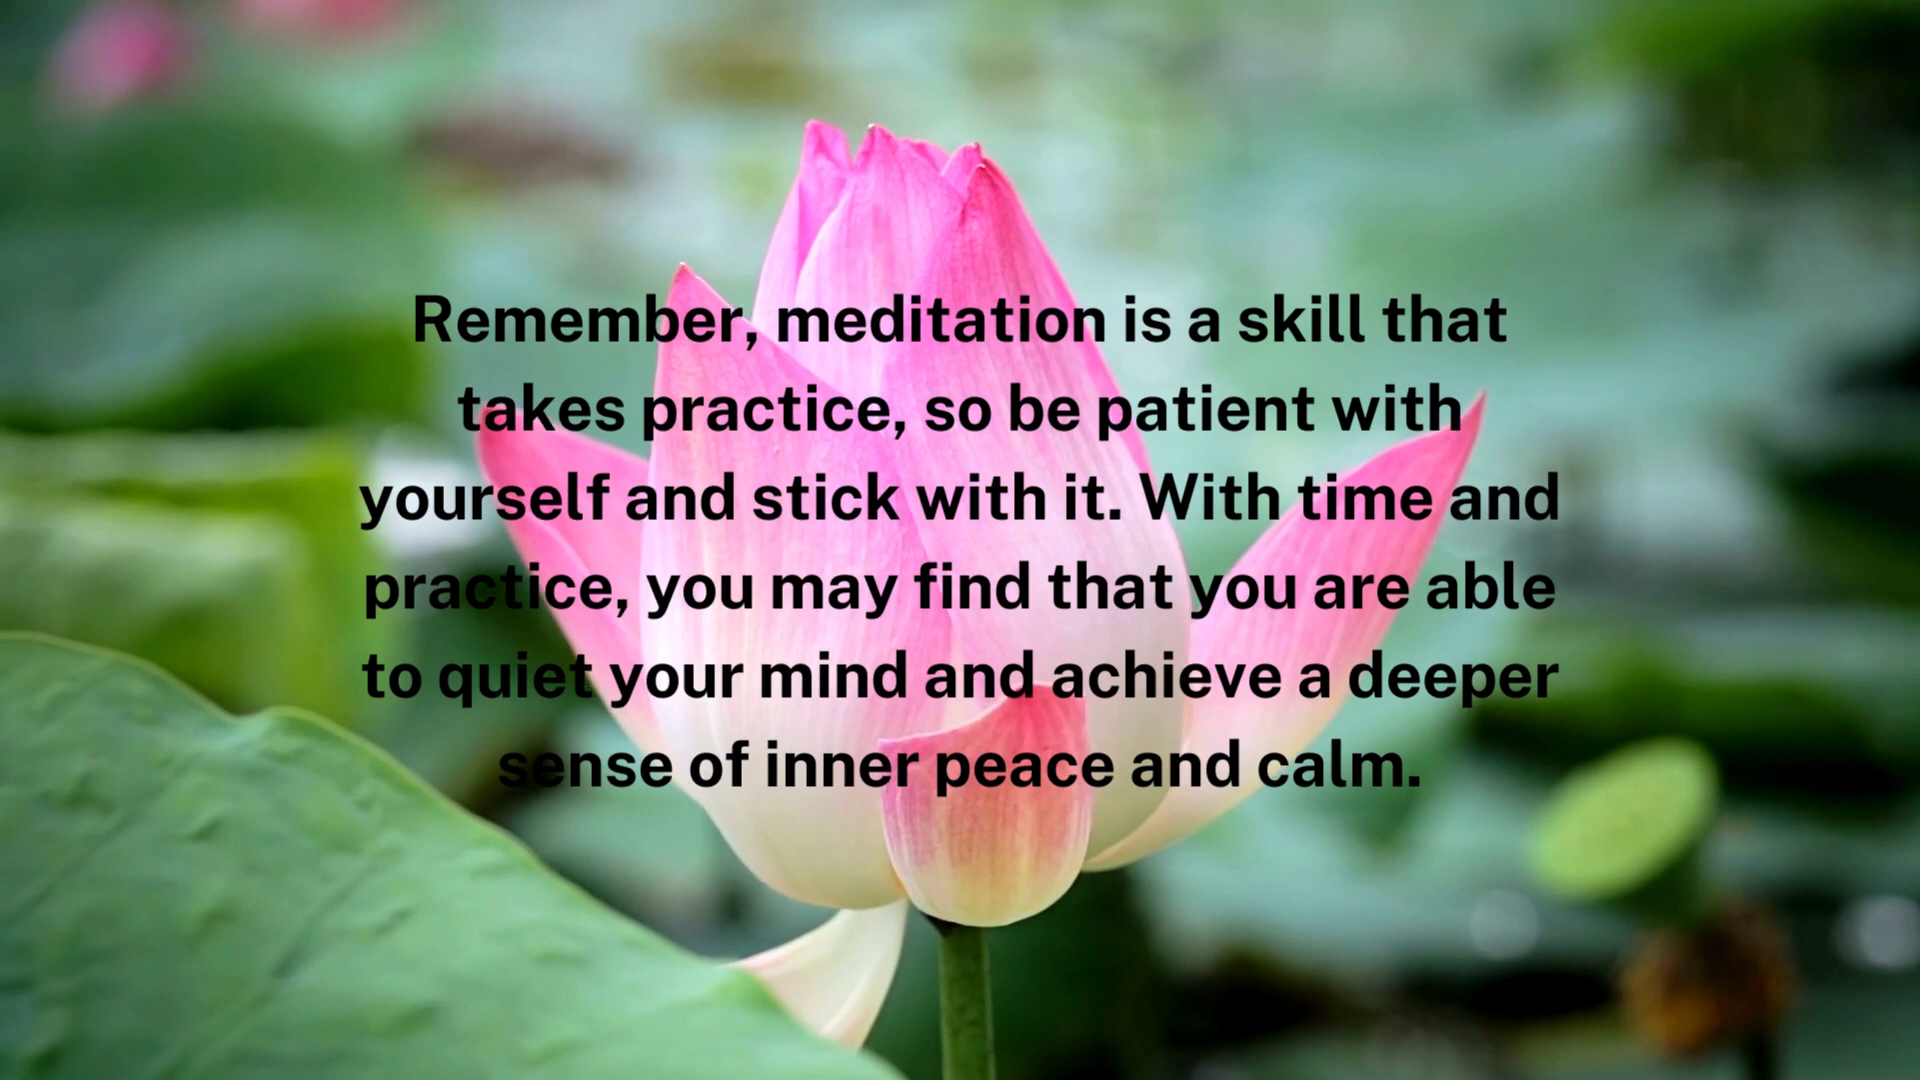 Remember, meditation is a skill that
takes practice, so be patient with
yourself and stick with it. With time and
practice, you may find that you are able
to quiet your mind and achieve a deeper
sense of inner peace and calm.